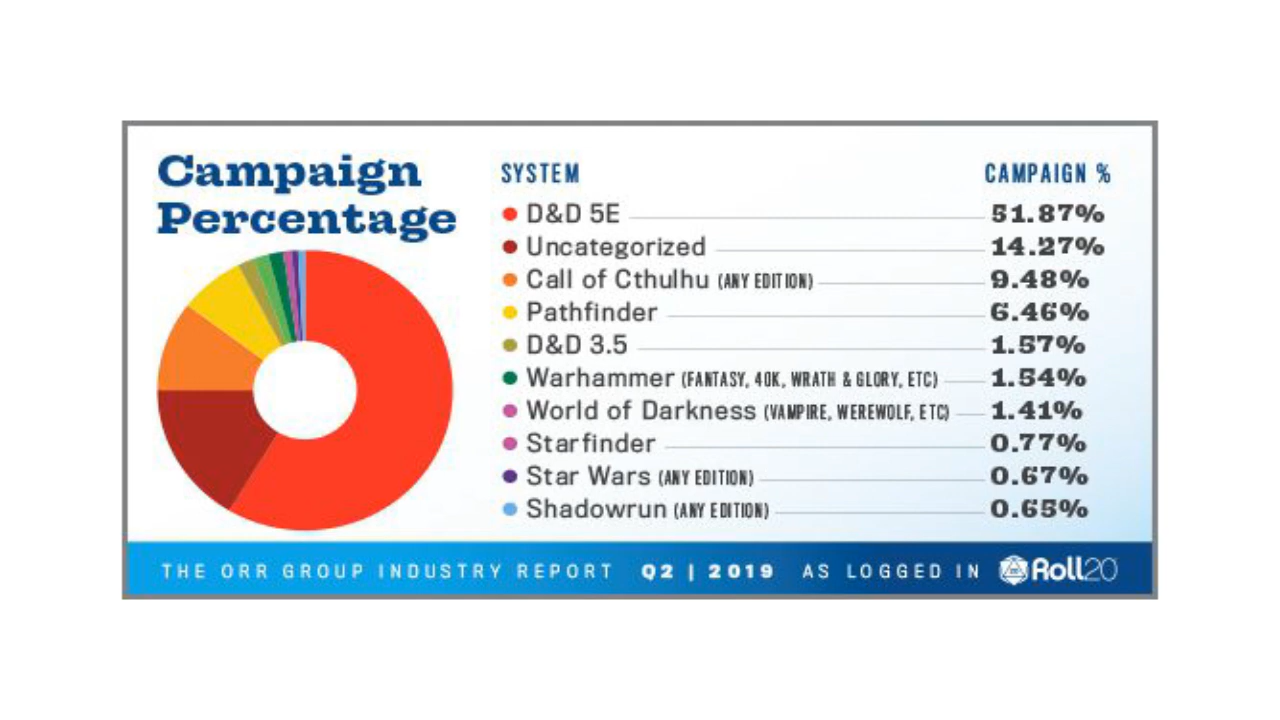 Campaign
Percentage
SYSTEM CAMPAIGN %
D&D 5E 51.87%
Uncategorized 14.27%
Call of Cthulhu (ANY EDITION) 9.48%
Pathfinder 6.46%
D&D 3.5 1.57%
Warhammer (FANTASY, 40K, WRATH & GLORY, ETC) 1.54%
World of Darkness (VAMPIRE, WEREWOLF, ETC) 1.41%
Starfinder 0.77%
Star Wars (ANY EDITION) 0.67%
Shadowrun (ANY EDITION) 0.65%
THE ORR GROUP INDUSTRY REPORT Q2 | 2019 AS LOGGED IN Roll20